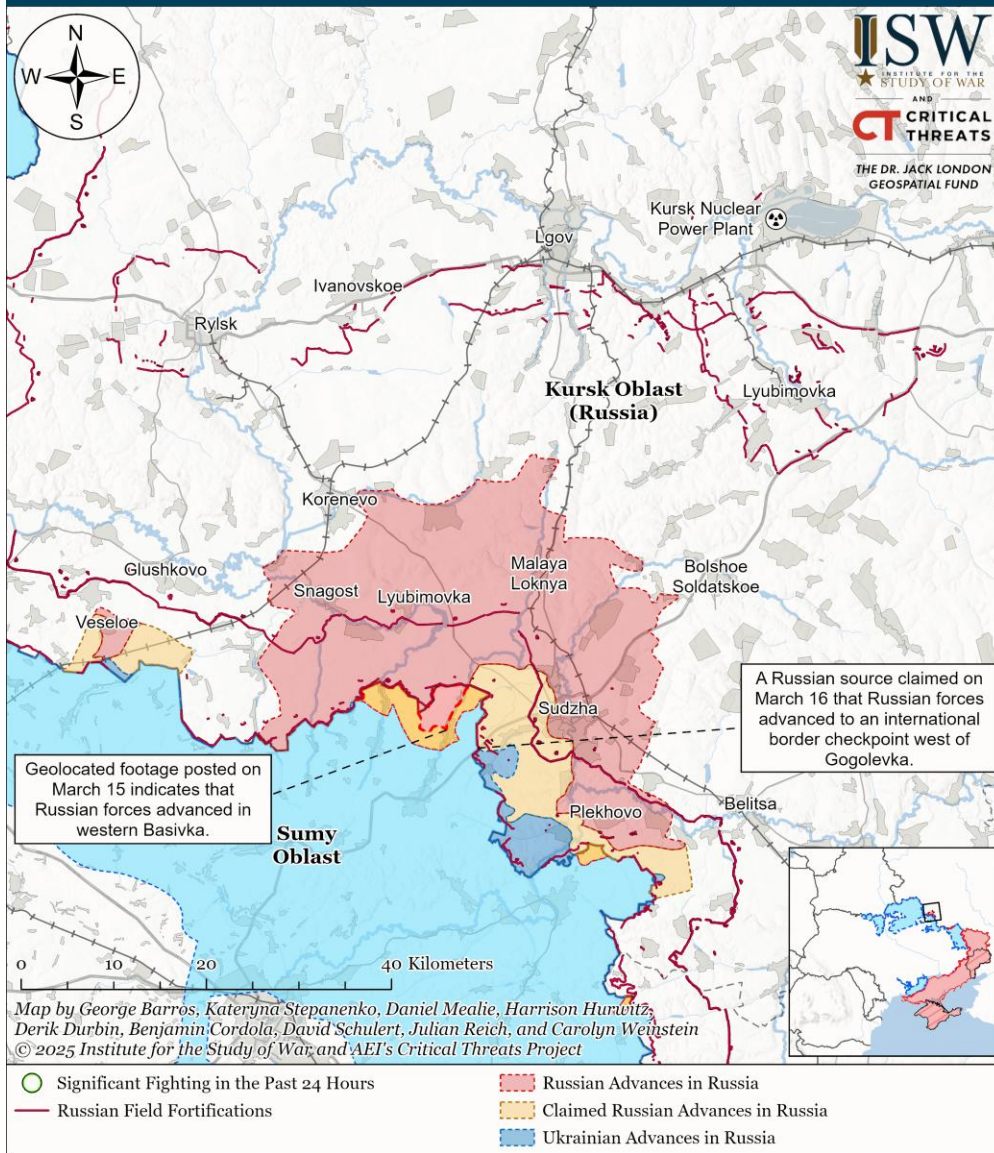 N
W
E
S
ISW
INSTITUTE FOR THE
STUDY OF WAR
AND
CT CRITICAL
THREATS
THE DR. JACK LONDON
GEOSPATIAL FUND
Kursk Nuclear
Power Plant
Lgov
Ivanovskoe
Rylsk
Kursk Oblast
(Russia)
Lyubimovka
Korenevo
Glushkovo
Snagost
Lyubimovka
Malaya
Loknya
Bolshoe
Soldatskoe
Veseloe
A Russian source claimed on
March 16 that Russian forces
advanced to an international
border checkpoint west of
Gogolevka.
Sudzha
Geolocated footage posted on
March 15 indicates that
Russian forces advanced in
western Basivka.
Plekhovo
Belitsa
Sumy
Oblast
0 10 20 40 Kilometers
Map by George Barros, Kateryna Stepanenko, Daniel Mealie, Harrison Hurwitz,
Derik Durbin, Benjamin Cordola, David Schulert, Julian Reich, and Carolyn Weinstein
© 2025 Institute for the Study of War and AEI's Critical Threats Project
Significant Fighting in the Past 24 Hours
Russian Field Fortifications
Russian Advances in Russia
Claimed Russian Advances in Russia
Ukrainian Advances in Russia